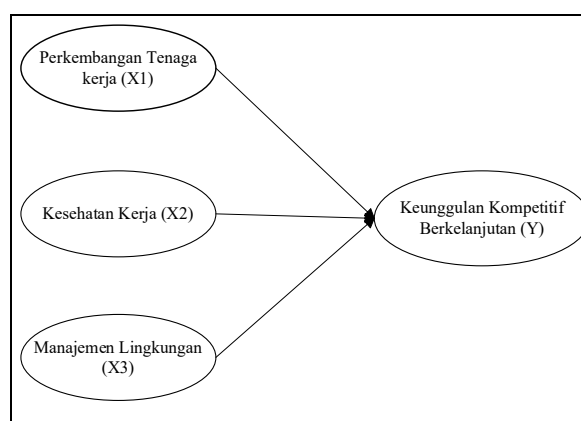 Perkembangan Tenaga
kerja (X1)
Kesehatan Kerja (X2)
Keunggulan Kompetitif
Berkelanjutan (Y)
Manajemen Lingkungan
(X3)